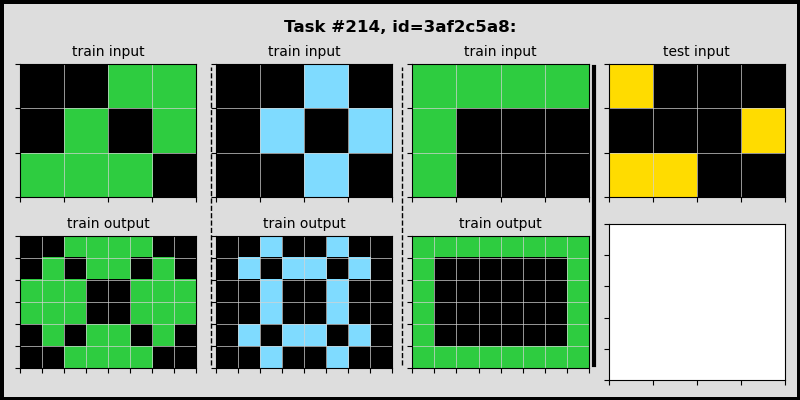 Task #214, id=3af2c5a8:
train input
train input
train input
test input
train output
train output
train output